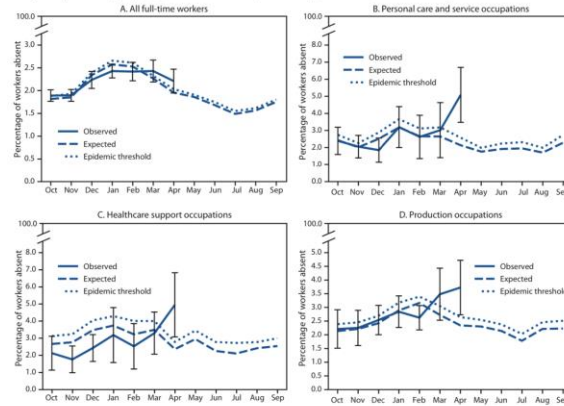 A. All full-time workers
100.0
3.0
2.5
2.0
1.5
1.0
0.5
0.0
Percentage of workers absent
Observed
Expected
Epidemic threshold
Oct Nov Dec Jan Feb Mar Apr May Jun Jul Aug Sep
B. Personal care and service occupations
100.0
8.0
7.0
6.0
5.0
4.0
3.0
2.0
1.0
0.0
Percentage of workers absent
Observed
Expected
Epidemic threshold
Oct Nov Dec Jan Feb Mar Apr May Jun Jul Aug Sep
C. Healthcare support occupations
100.0
8.0
7.0
6.0
5.0
4.0
3.0
2.0
1.0
0.0
Percentage of workers absent
Observed
Expected
Epidemic threshold
Oct Nov Dec Jan Feb Mar Apr May Jun Jul Aug Sep
D. Production occupations
100.0
5.0
4.5
4.0
3.5
3.0
2.5
2.0
1.5
1.0
0.5
0.0
Percentage of workers absent
Observed
Expected
Epidemic threshold
Oct Nov Dec Jan Feb Mar Apr May Jun Jul Aug Sep